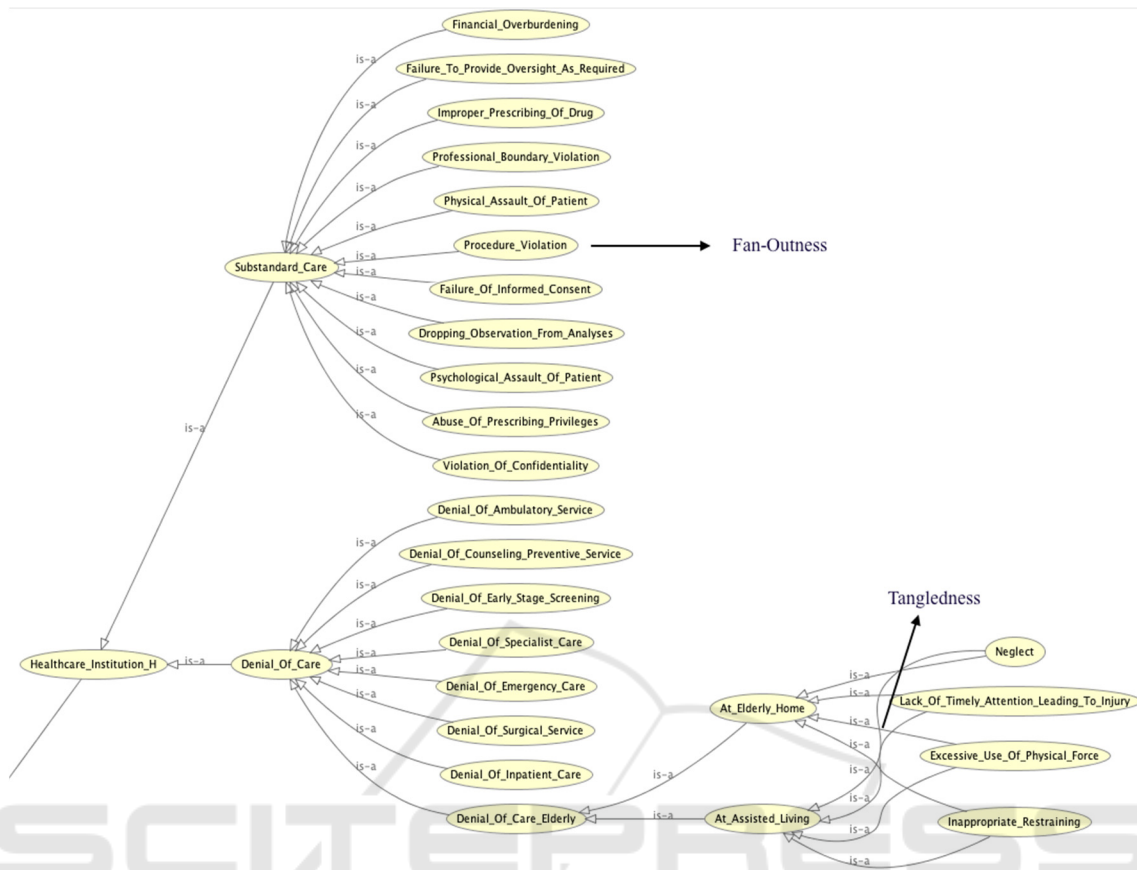 Financial_Overburdening
is-a
Failure_To_Provide_Oversight_As_Required
is-a
Improper_Prescribing_Of_Drug
is-a
Professional_Boundary_Violation
is-a
Physical_Assault_Of_Patient
is-a
Procedure_Violation
Fan-Outness
is-a
Substandard_Care
is-a
Failure_Of_Informed_Consent
is-a
Dropping_Observation_From_Analyses
is-a
Psychological_Assault_Of_Patient
is-a
Abuse_Of_Prescribing_Privileges
is-a
is-a
Violation_Of_Confidentiality
Denial_Of_Ambulatory_Service
is-a
Denial_Of_Counseling_Preventive_Service
is-a
Denial_Of_Early_Stage_Screening
Tangledness
is-a
Denial_Of_Specialist_Care
Neglect
is-a
Healthcare_Institution_H
is-a
Denial_Of_Care
is-a
is-a
Denial_Of_Emergency_Care
is-a
Lack_Of_Timely_Attention_Leading_To_Injury
is-a
At_Elderly_Home
is-a
Denial_Of_Surgical_Service
is-a
is-a
Excessive_Use_Of_Physical_Force
is-a
Denial_Of_Inpatient_Care
is-a
is-a
is-a
Denial_Of_Care_Elderly
is-a
At_Assisted_Living
Inappropriate_Restraining
is-a
is-a
SCITEPRESS